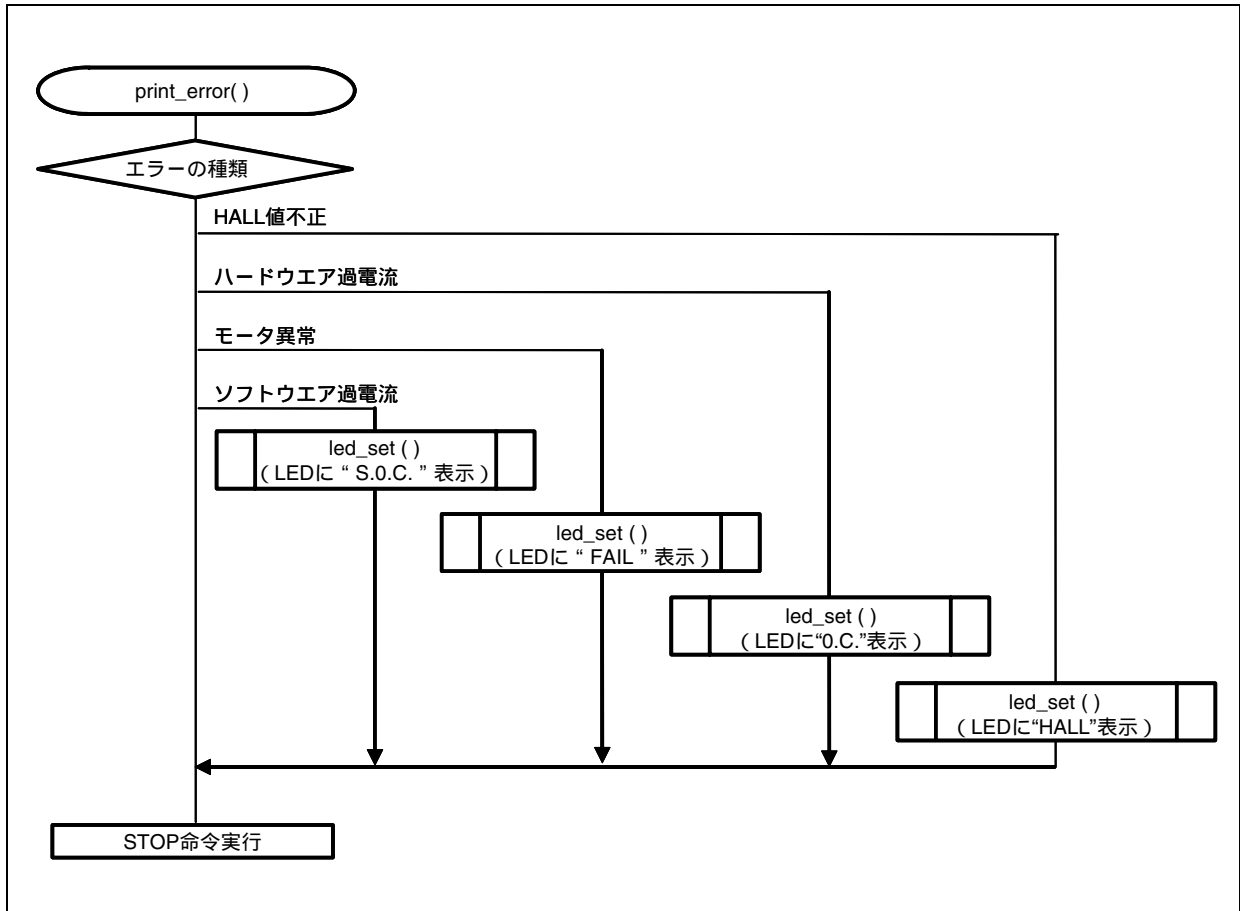 print_error( )
エラーの種類
HALL値不正
ハードウエア過電流
モータ異常
ソフトウエア過電流
led_set ( )
（LEDに“ S.0.C. ”表示）
led_set ( )
（LEDに“ FAIL ”表示）
led_set ( )
（LEDに“0.C.”表示）
led_set ( )
（LEDに“HALL”表示）
STOP命令実行